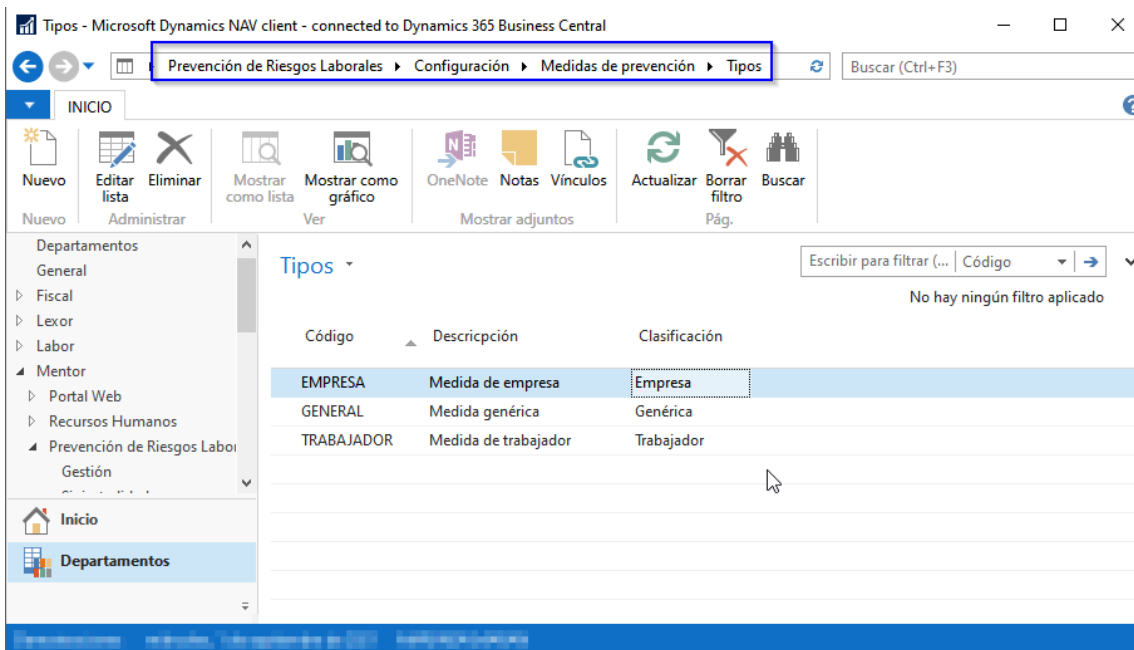 Tipos - Microsoft Dynamics NAV client - connected to Dynamics 365 Business Central
Prevención de Riesgos Laborales Configuración Medidas de prevención Tipos Buscar (Ctrl+F3)
INICIO
Nuevo Editar lista Eliminar Mostrar como lista Mostrar como gráfico OneNote Notas Vínculos Actualizar Borrar filtro Buscar
Nuevo Administrar Ver Mostrar adjuntos Pág.
Departamentos
General
Fiscal
Lexor
Labor
Mentor
Portal Web
Recursos Humanos
Prevención de Riesgos Labor
Gestión
Inicio
Departamentos
Tipos
Escribir para filtrar (... Código
No hay ningún filtro aplicado
Código Descricpción Clasificación
EMPRESA Medida de empresa Empresa
GENERAL Medida genérica Genérica
TRABAJADOR Medida de trabajador Trabajador